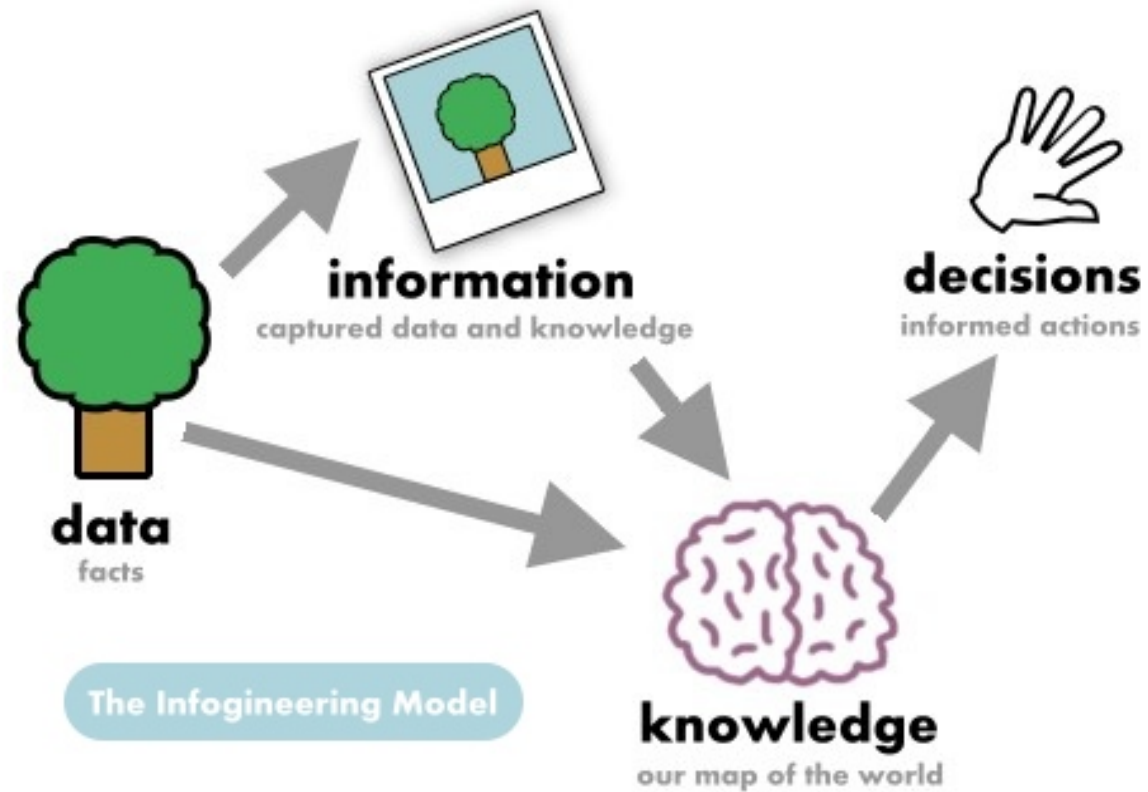 information
captured data and knowledge
decisions
informed actions
data
facts
The Infogineering Model
knowledge
our map of the world